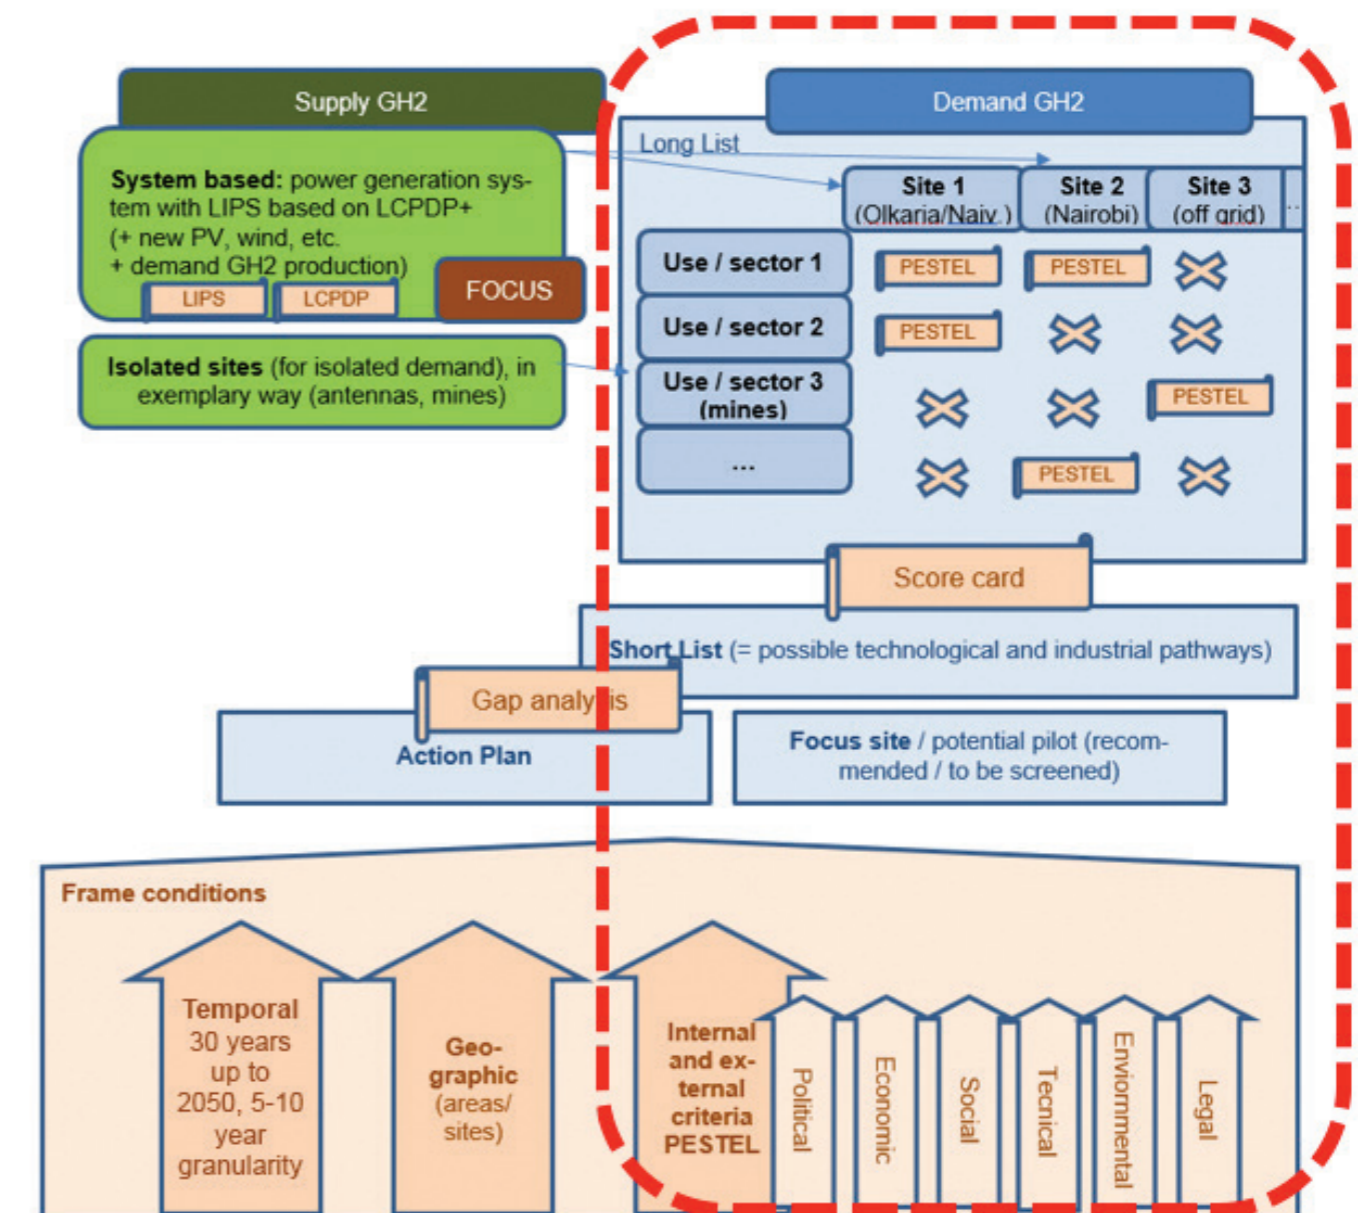 Supply GH2
System based: power generation sys-
tem with LIPS based on LCPDP+
(+ new PV, wind, etc.
+ demand GH2 production)
LIPS
LCPDP
FOCUS
Isolated sites (for isolated demand), in
exemplary way (antennas, mines)
Demand GH2
Long List
Site 1
(Olkaria/Naiv.)
Site 2
(Nairobi)
Site 3
(off grid)
..
Use / sector 1
PESTEL
PESTEL
Use / sector 2
PESTEL
Use / sector 3
(mines)
PESTEL
...
PESTEL
Score card
Short List (= possible technological and industrial pathways)
Gap analysis
Action Plan
Focus site / potential pilot (recom-
mended / to be screened)
Frame conditions
Temporal
30 years
up to
2050, 5-10
year
granularity
Geo-
graphic
(areas/
sites)
Internal
and ex-
ternal
criteria
PESTEL
Political
Economic
Social
Tecnical
Enviornmental
Legal